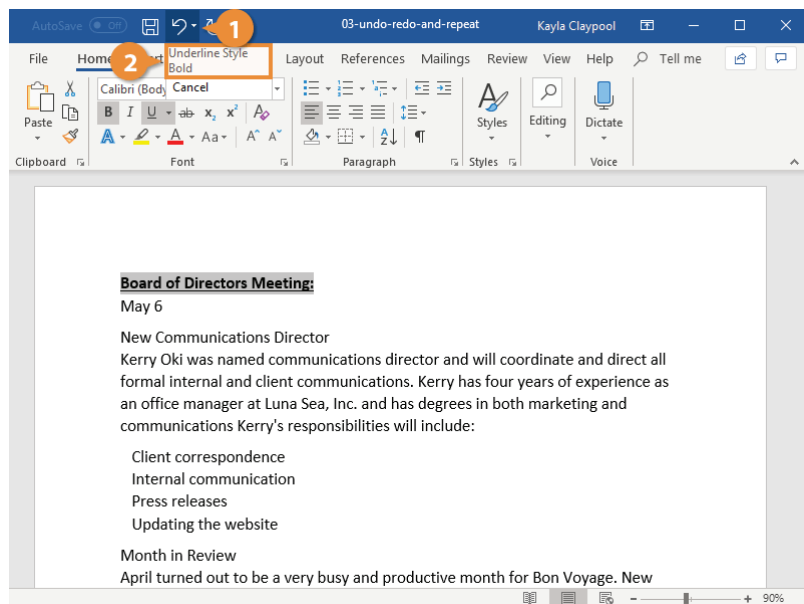 AutoSave Off 03-undo-redo-and-repeat Kayla Claypool
1
File Layout References Mailings Review View Help Tell me
2
Underline Style
Bold
Cancel
Calibri (Body
B I U ab x2 x2 A
A A Aa A A
Paste
Styles
Editing
Dictate
Clipboard Font Paragraph Styles Voice
Board of Directors Meeting:
May 6
New Communications Director
Kerry Oki was named communications director and will coordinate and direct all
formal internal and client communications. Kerry has four years of experience as
an office manager at Luna Sea, Inc. and has degrees in both marketing and
communications Kerry's responsibilities will include:
Client correspondence
Internal communication
Press releases
Updating the website
Month in Review
April turned out to be a very busy and productive month for Bon Voyage. New
90%